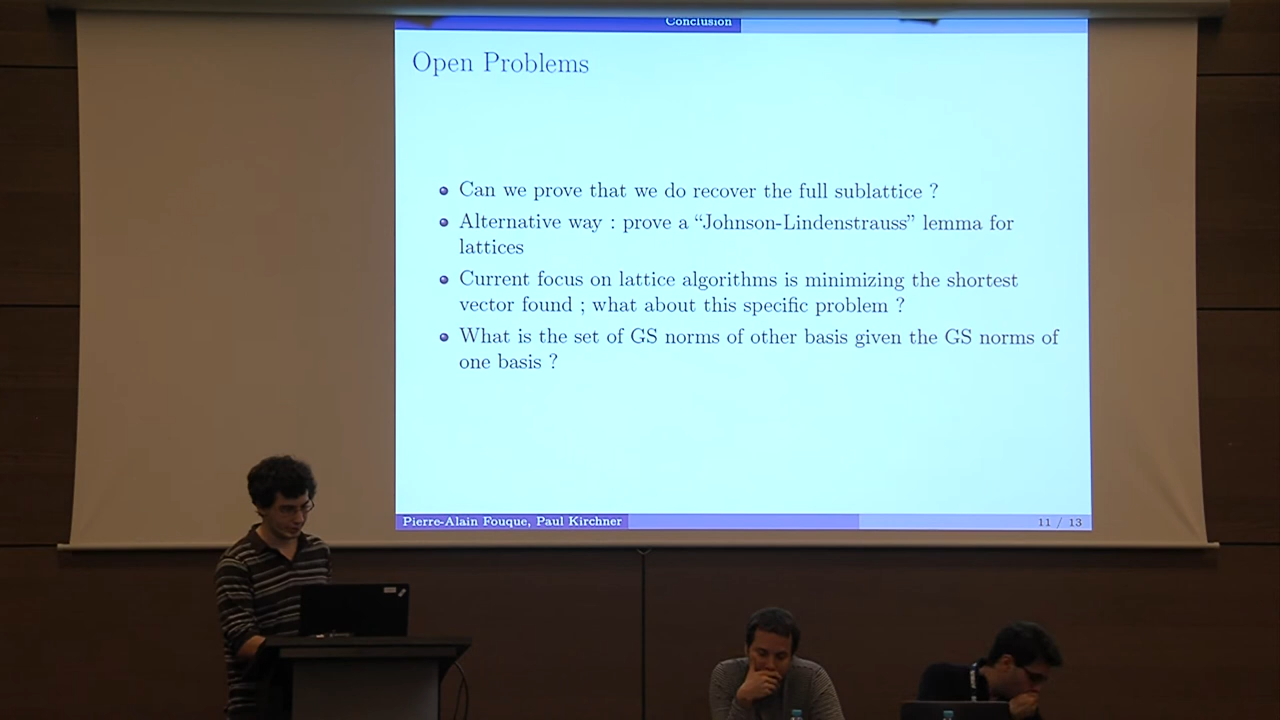 Conclusion
Open Problems
Can we prove that we do recover the full sublattice ?
Alternative way : prove a “Johnson-Lindenstrauss” lemma for
lattices
Current focus on lattice algorithms is minimizing the shortest
vector found ; what about this specific problem ?
What is the set of GS norms of other basis given the GS norms of
one basis ?
Pierre-Alain Fouque, Paul Kirchner
11 / 13